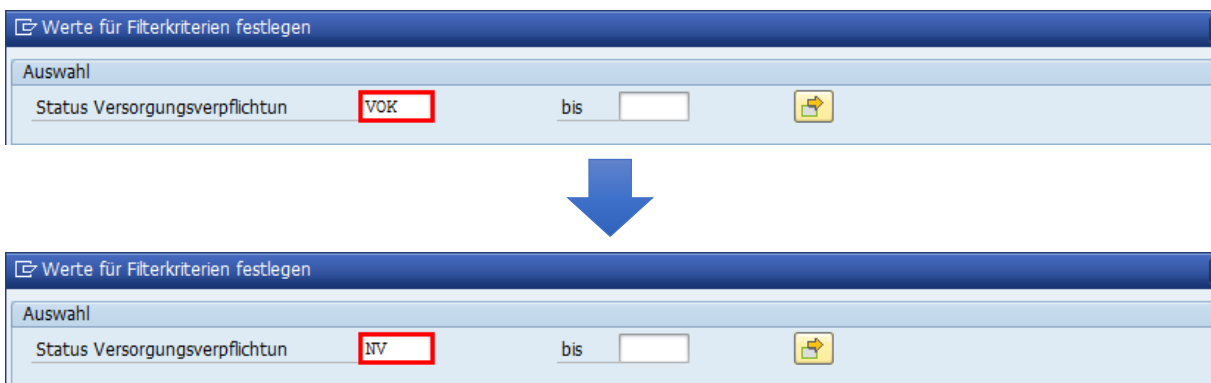 Werte für Filterkriterien festlegen
Auswahl
Status Versorgungsverpflichtun VOK bis
Werte für Filterkriterien festlegen
Auswahl
Status Versorgungsverpflichtun NV bis